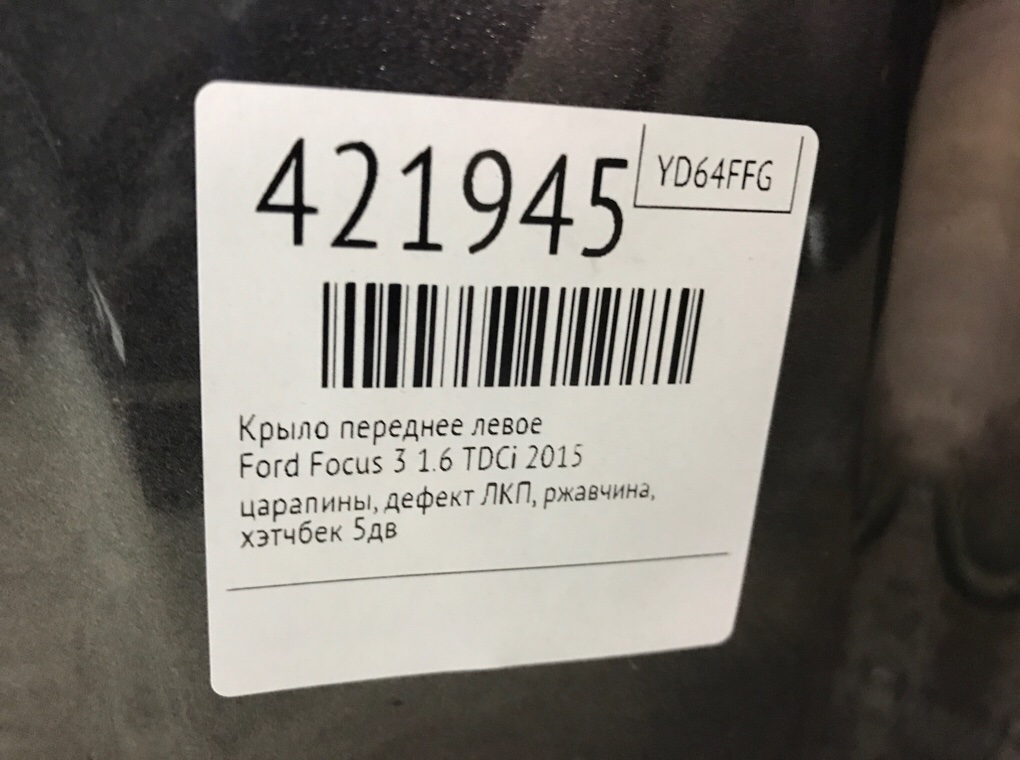 421945
YD64FFG
Крыло переднее левое
Ford Focus 3 1.6 TDCi 2015
царапины, дефект ЛКП, ржавчина,
хэтчбек 5дв